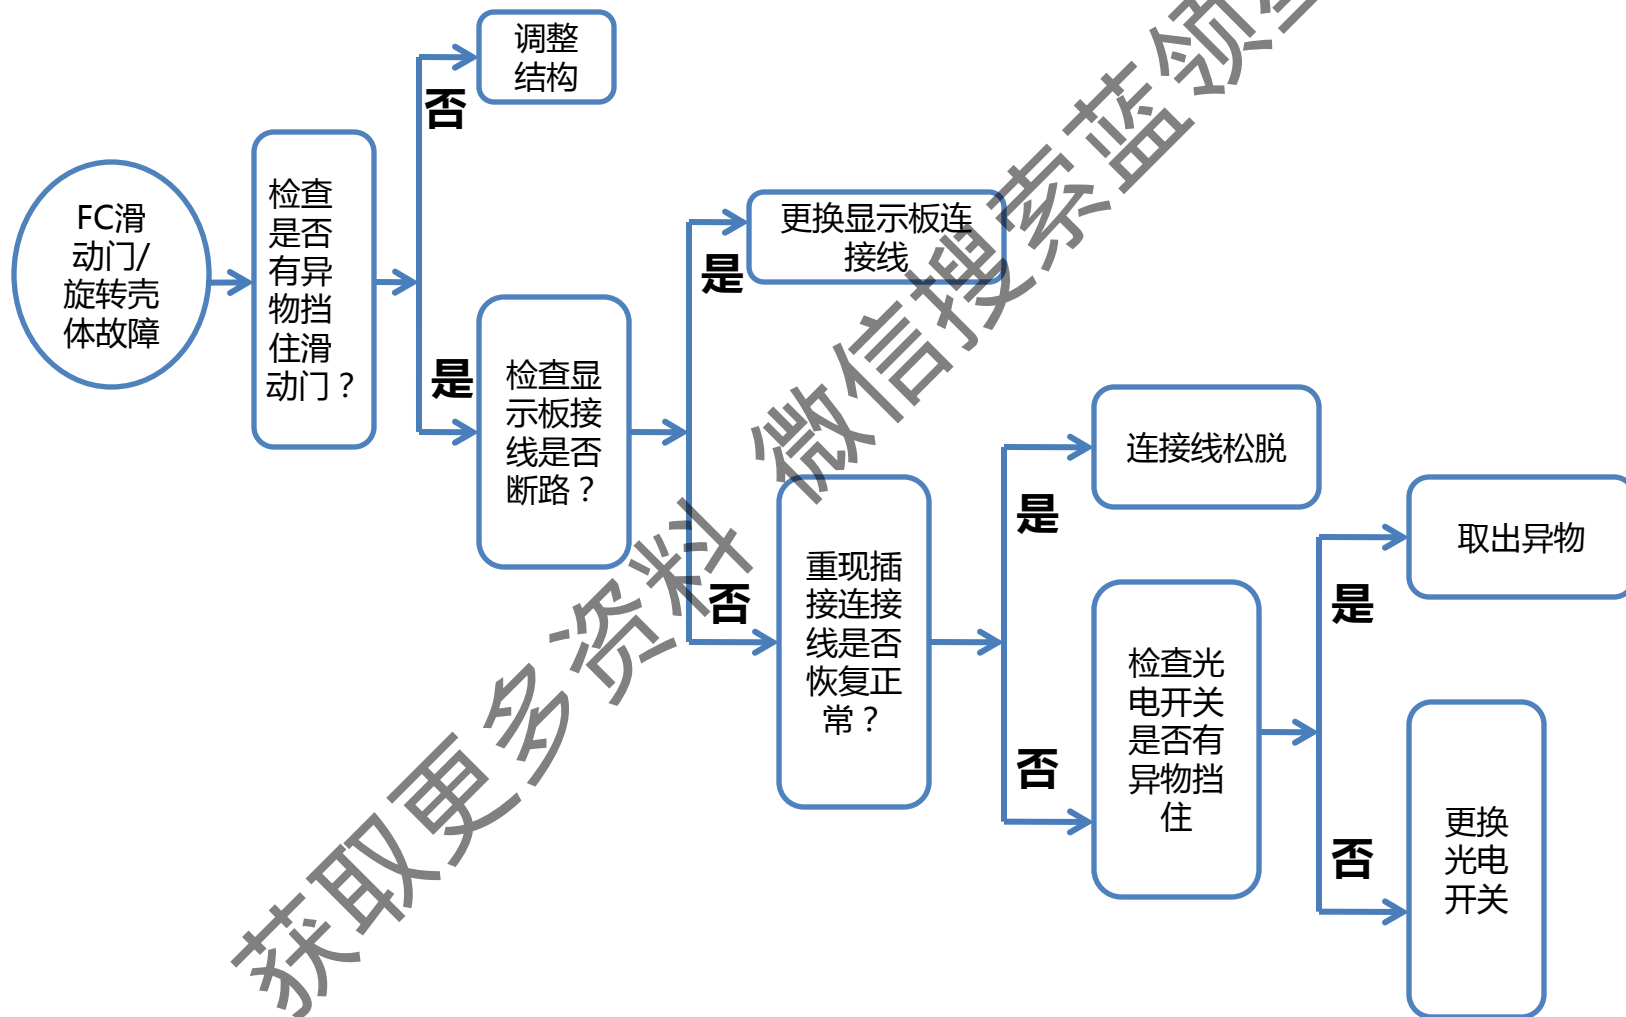 调整
结构
否
FC滑
动门/
旋转壳
体故障
检查
是否
有异
物挡
住滑
动门？
是
检查显
示板接
线是否
断路？
更换显示板连
接线
是
否
重现插
接连接
线是否
恢复正
常？
连接线松脱
是
否
检查光
电开关
是否有
异物挡
住
取出异物
是
否
更换
光电
开关
获取更多资料 微信搜索蓝领